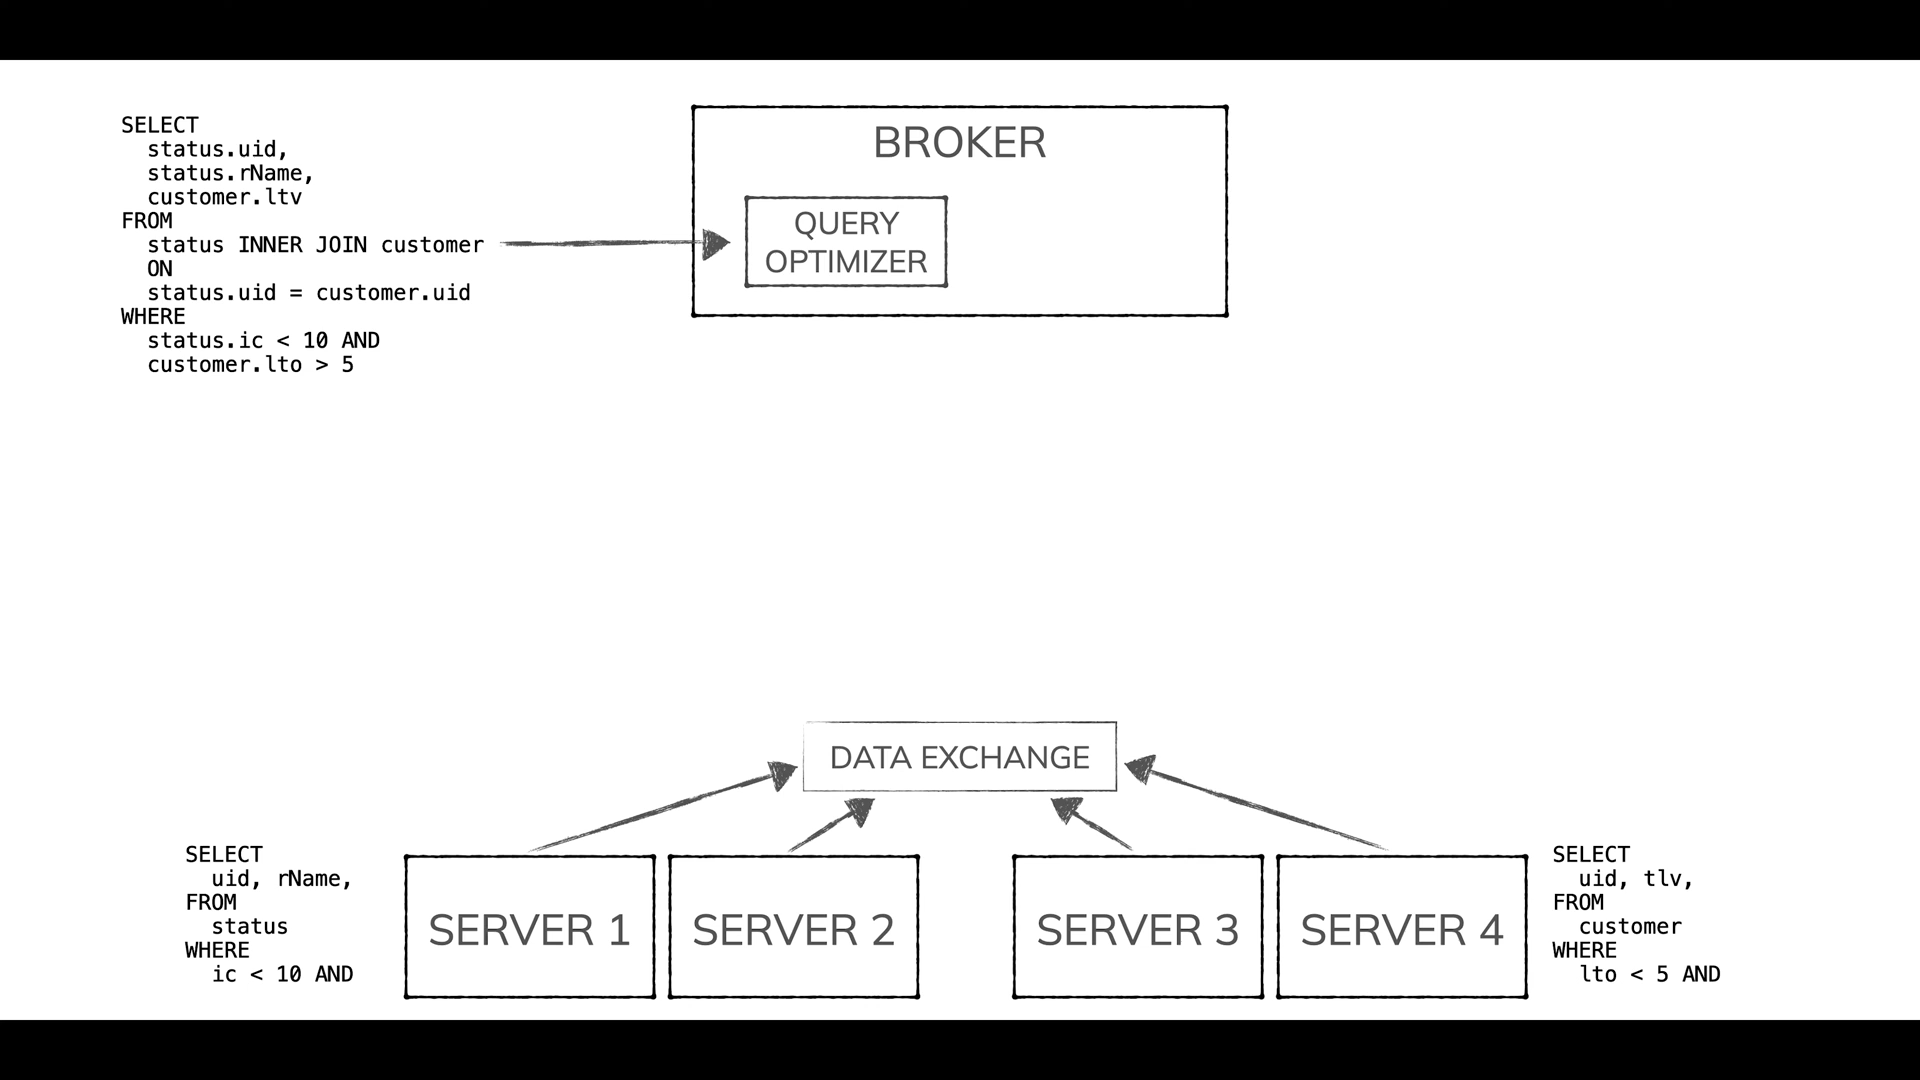 SELECT
status.uid,
status.rName,
customer.ltv
FROM
status INNER JOIN customer
ON
status.uid = customer.uid
WHERE
status.ic < 10 AND
customer.lto > 5
BROKER
QUERY
OPTIMIZER
DATA EXCHANGE
SELECT
uid, rName,
FROM
status
WHERE
ic < 10 AND
SERVER 1
SERVER 2
SERVER 3
SERVER 4
SELECT
uid, tlv,
FROM
customer
WHERE
lto < 5 AND